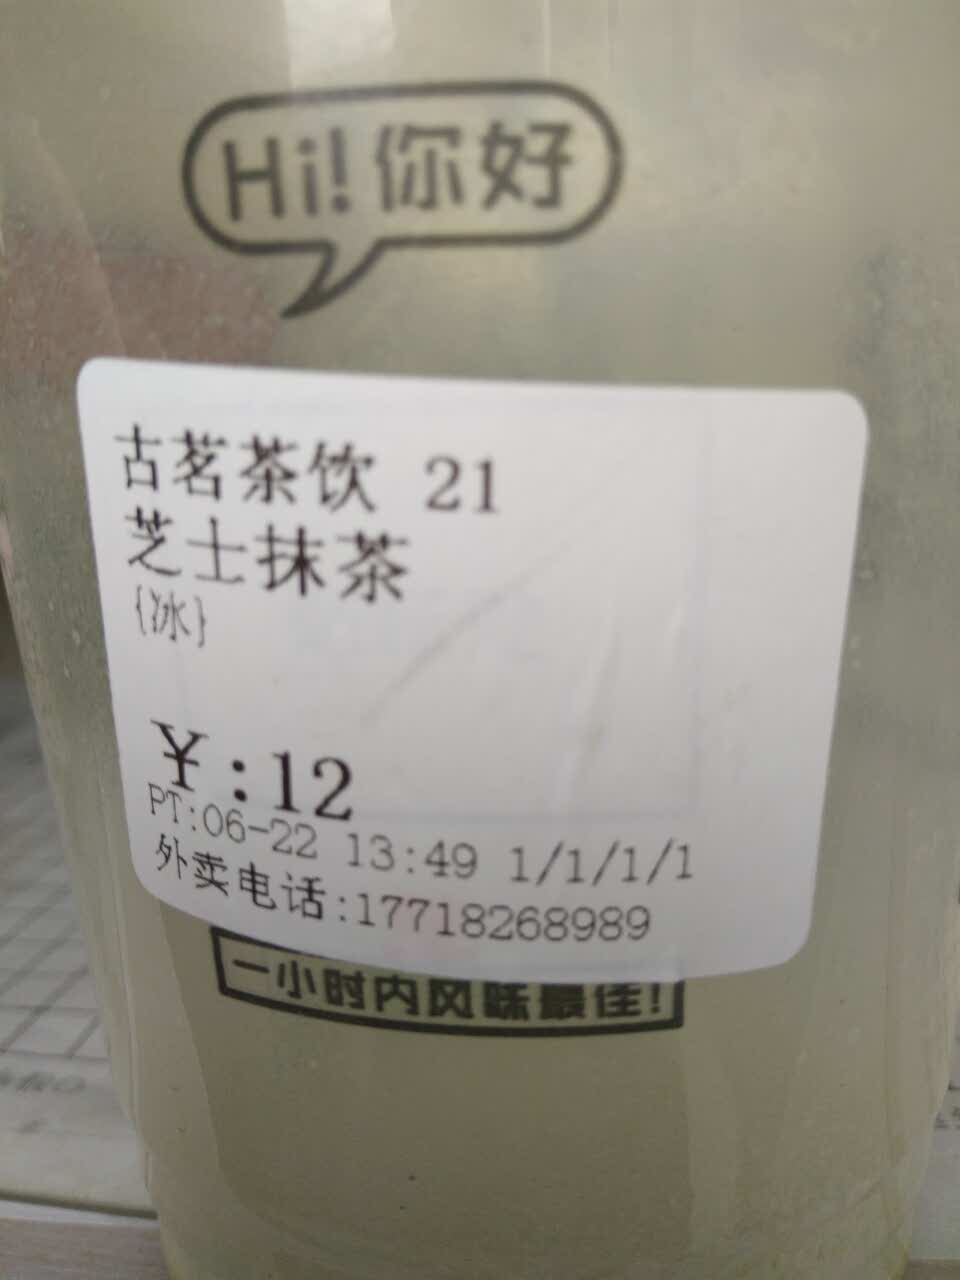 Hi!你好
古茗茶饮 21
芝士抹茶
{冰}
￥:12
PT:06-22 13:49 1/1/1/1
外卖电话:17718268989
一小时内风味最佳!